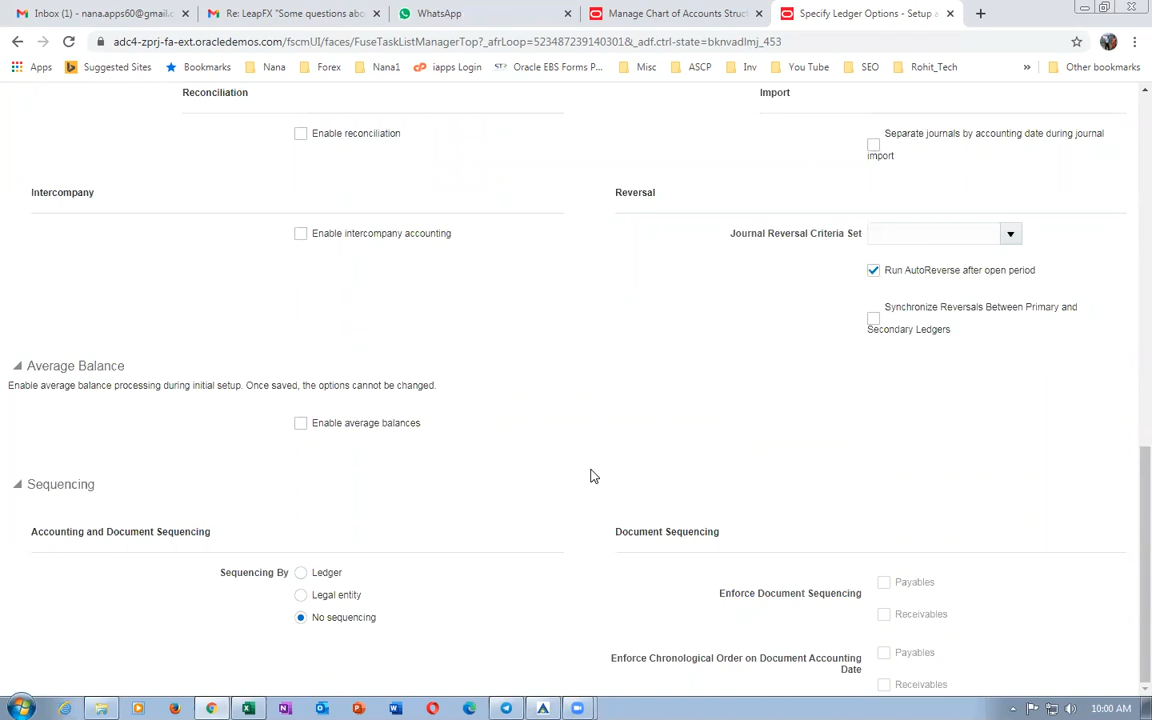 Inbox (1) - nana.apps60@gmail.c
Re: LeapFX "Some questions abo
WhatsApp
Manage Chart of Accounts Struct
Specify Ledger Options - Setup a
adc4-zprj-fa-ext.oracledemos.com/fscmUI/faces/FuseTaskListManagerTop?_afrLoop=523487239140301&_adf.ctrl-state=bknvadlmj_453
Apps
Suggested Sites
Bookmarks
Nana
Forex
Nana1
iapps Login
Oracle EBS Forms P...
Misc
ASCP
Inv
You Tube
SEO
Rohit_Tech
»
Other bookmarks
Reconciliation
Import
Enable reconciliation
Separate journals by accounting date during journal
import
Intercompany
Reversal
Enable intercompany accounting
Journal Reversal Criteria Set
Run AutoReverse after open period
Synchronize Reversals Between Primary and
Secondary Ledgers
Average Balance
Enable average balance processing during initial setup. Once saved, the options cannot be changed.
Enable average balances
Sequencing
Accounting and Document Sequencing
Document Sequencing
Sequencing By
Ledger
Legal entity
No sequencing
Enforce Document Sequencing
Payables
Receivables
Enforce Chronological Order on Document Accounting
Date
Payables
Receivables
10:00 AM